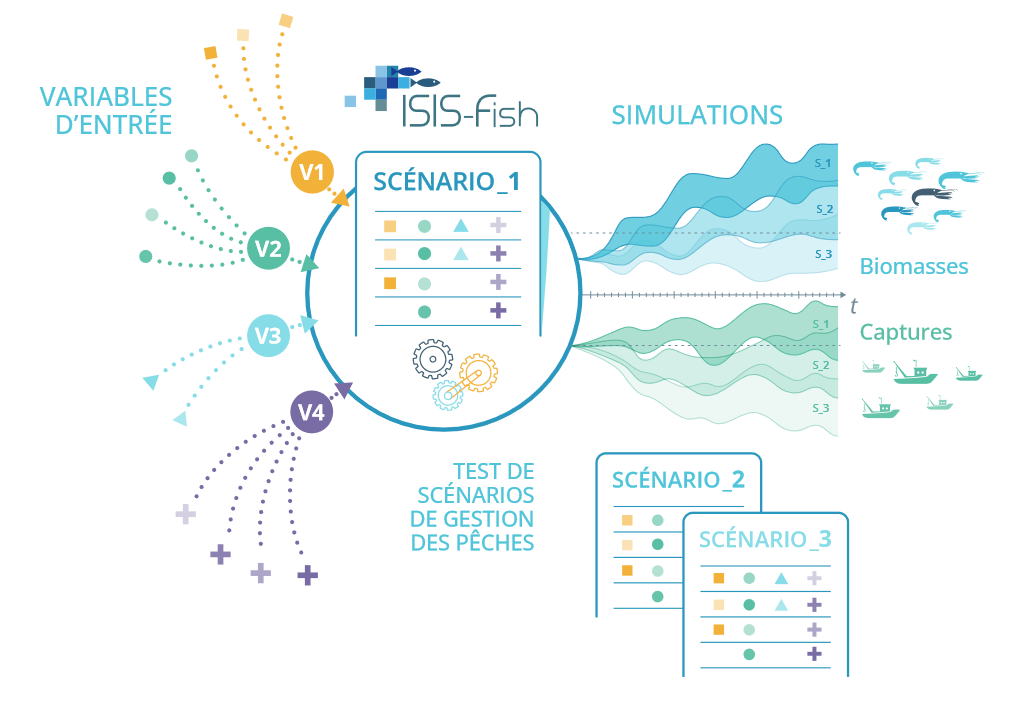 VARIABLES
D'ENTRÉE
ISIS-fish
V1
V2
V3
V4
SCÉNARIO_1
SIMULATIONS
S_1
S_2
S_3
Biomasses
t
Captures
S_1
S_2
S_3
TEST DE
SCÉNARIOS
DE GESTION
DES PÊCHES
SCÉNARIO_2
SCÉNARIO_3